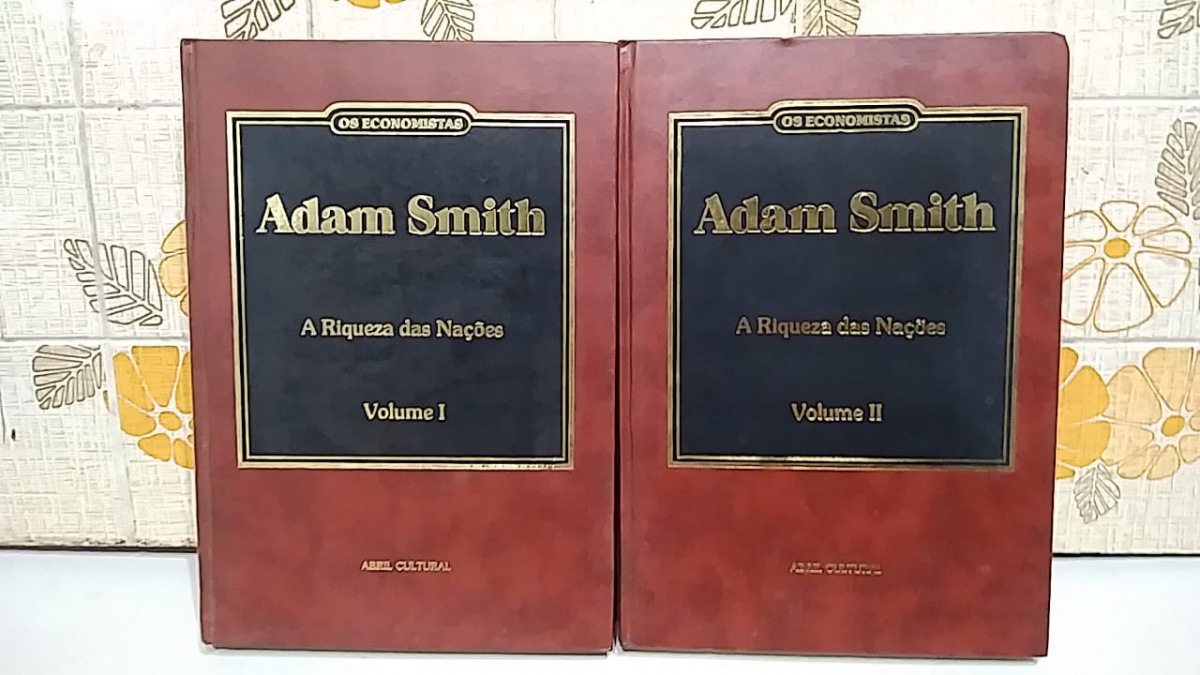 OS ECONOMISTAS
Adam Smith
A Riqueza das Nações
Volume I
ABRIL CULTURAL
OS ECONOMISTAS
Adam Smith
A Riqueza das Nações
Volume II
ABRIL CULTURAL